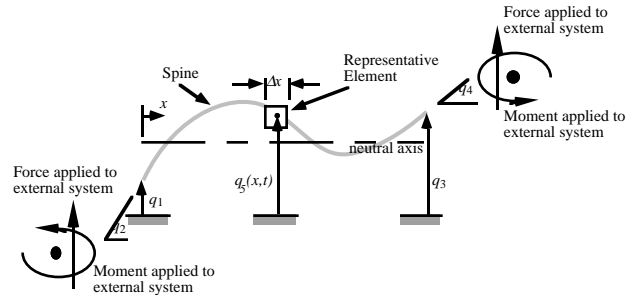 Force applied to
external system
Representative
Element
Δx
Spine
q4
x
Moment applied to
external system
neutral axis
Force applied to
external system
q5(x,t)
q3
q1
q2
Moment applied to
external system